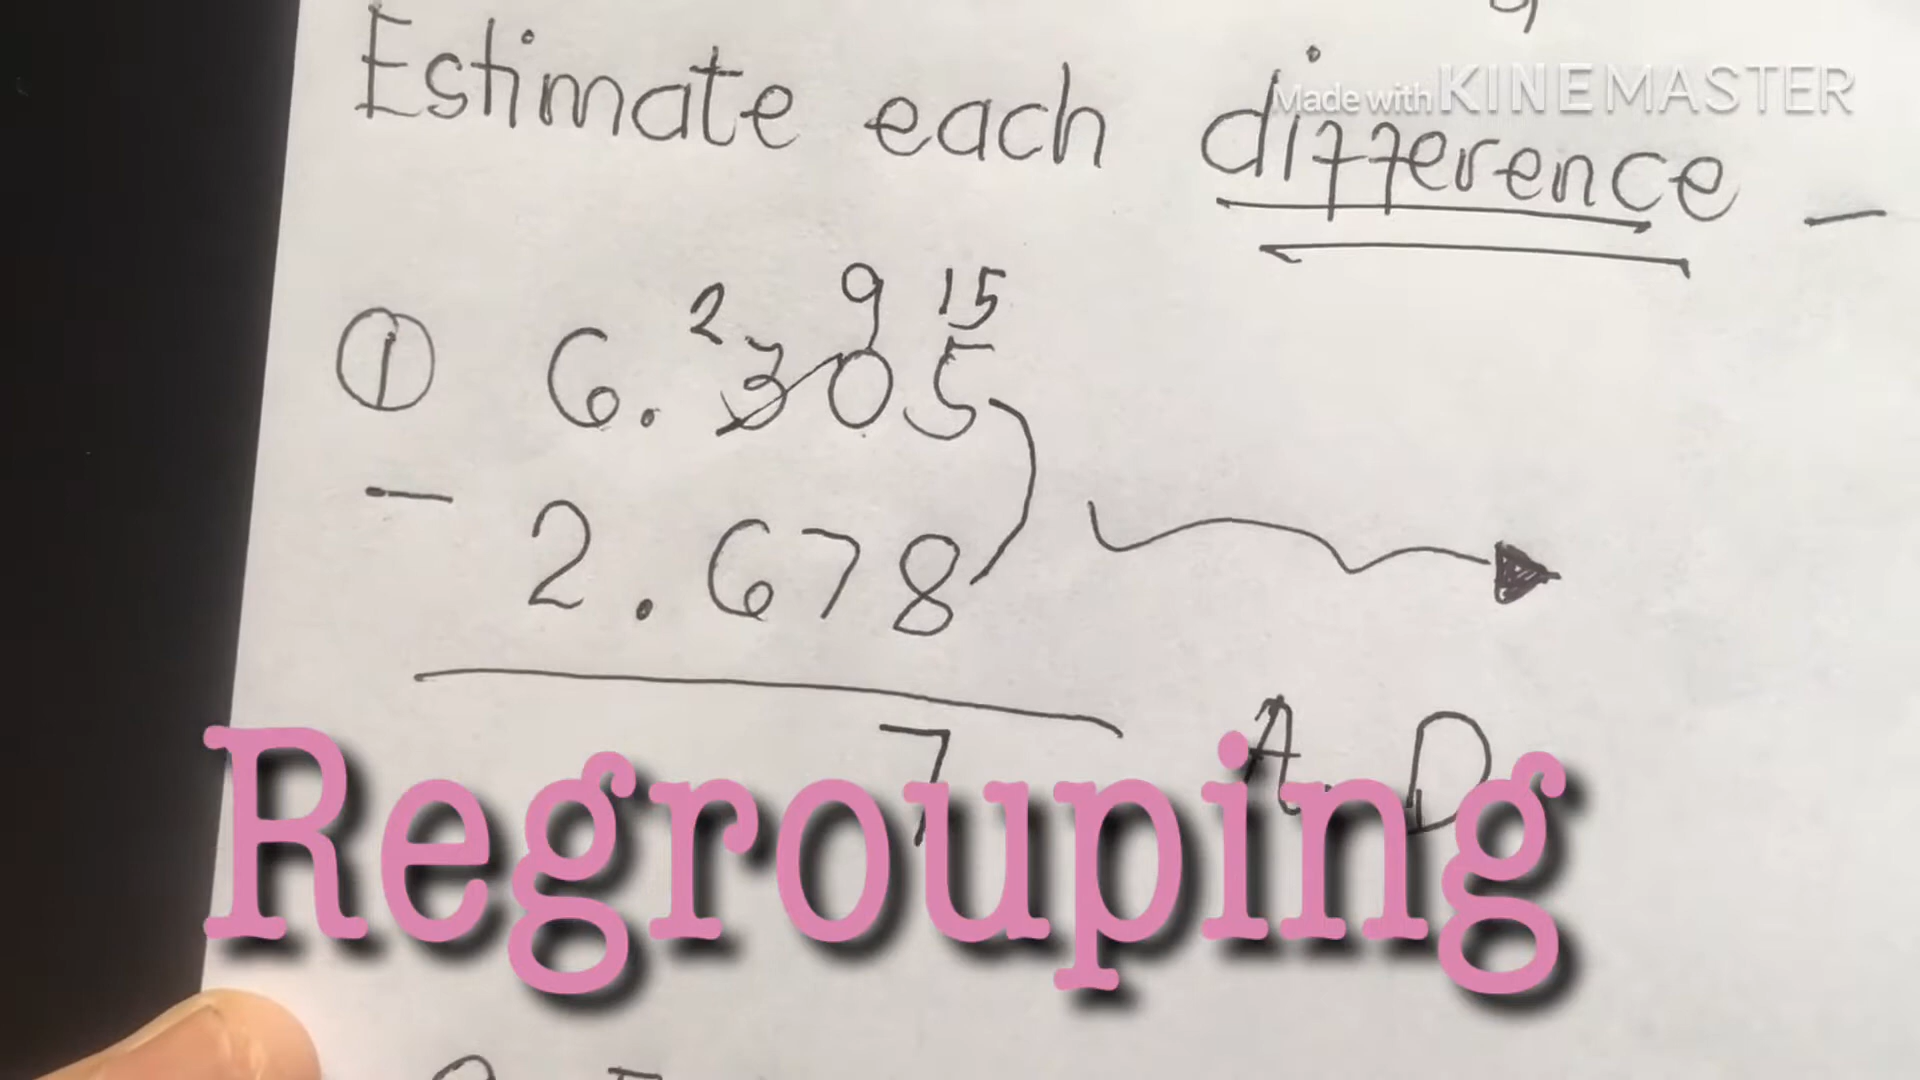 Made with KINEMASTER
Estimate each difference –
2 9 15
① 6.305
– 2.678
7
A. D
Regrouping